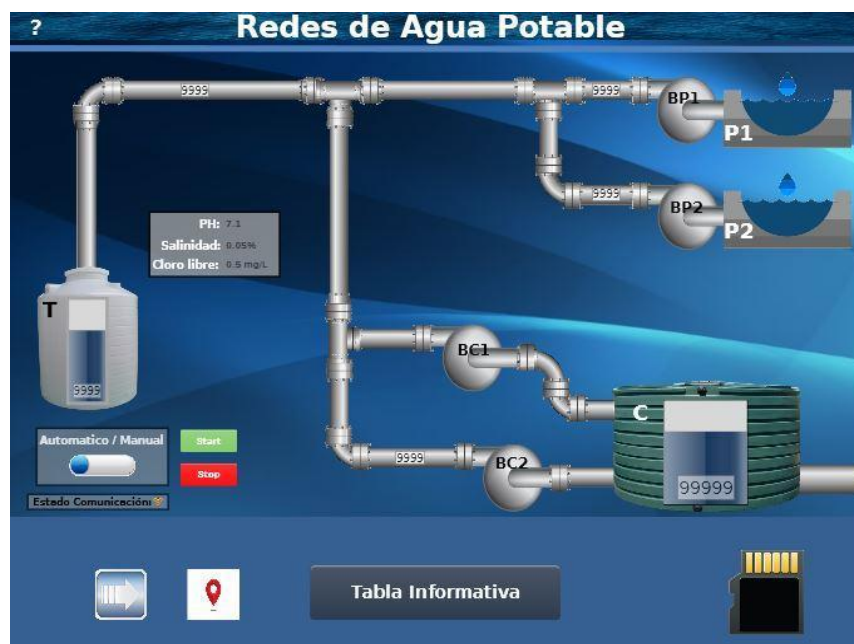 ?
Redes de Agua Potable
9999
9999
BP1
P1
9999
BP2
P2
PH: 7.1
Salinidad: 0.05%
Cloro libre: 0.5 mg/L
T
9999
BC1
C
Automatico / Manual
Start
Stop
9999
BC2
99999
Estado Comunicación:
Tabla Informativa